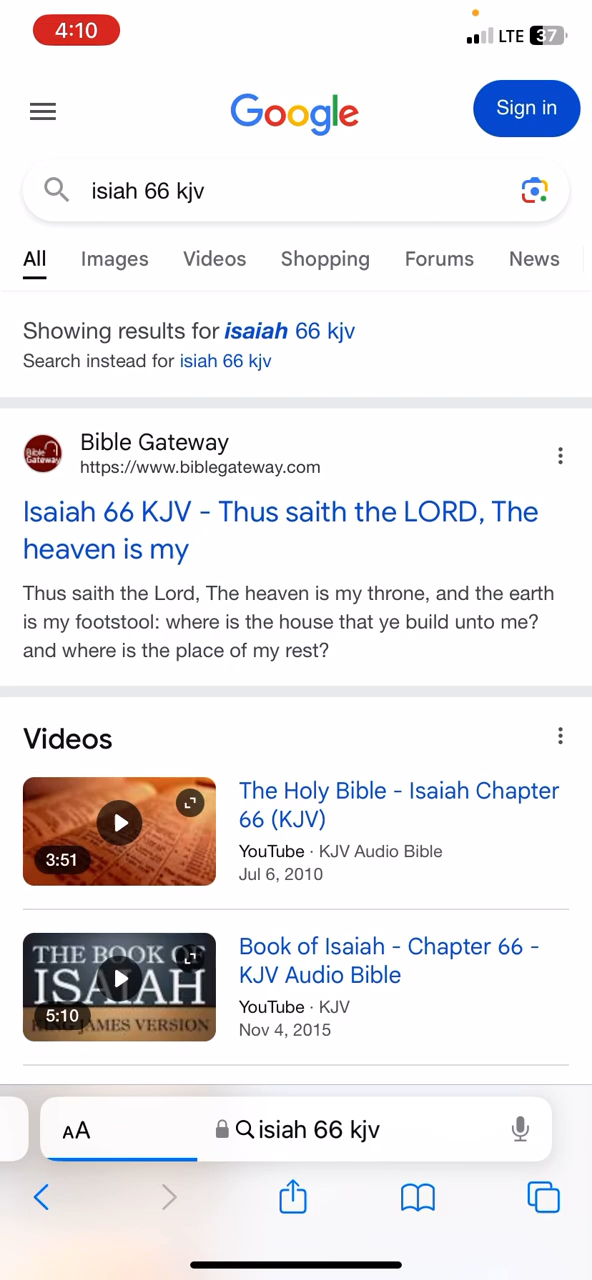 4:10
LTE 37
Google
Sign in
isiah 66 kjv
All Images Videos Shopping Forums News
Showing results for isaiah 66 kjv
Search instead for isiah 66 kjv
Bible Gateway
Bible Gateway
https://www.biblegateway.com
Isaiah 66 KJV - Thus saith the LORD, The
heaven is my
Thus saith the Lord, The heaven is my throne, and the earth
is my footstool: where is the house that ye build unto me?
and where is the place of my rest?
Videos
3:51
The Holy Bible - Isaiah Chapter
66 (KJV)
YouTube · KJV Audio Bible
Jul 6, 2010
THE BOOK OF
ISAIAH
KING JAMES VERSION
5:10
Book of Isaiah - Chapter 66 -
KJV Audio Bible
YouTube · KJV
Nov 4, 2015
AA isiah 66 kjv